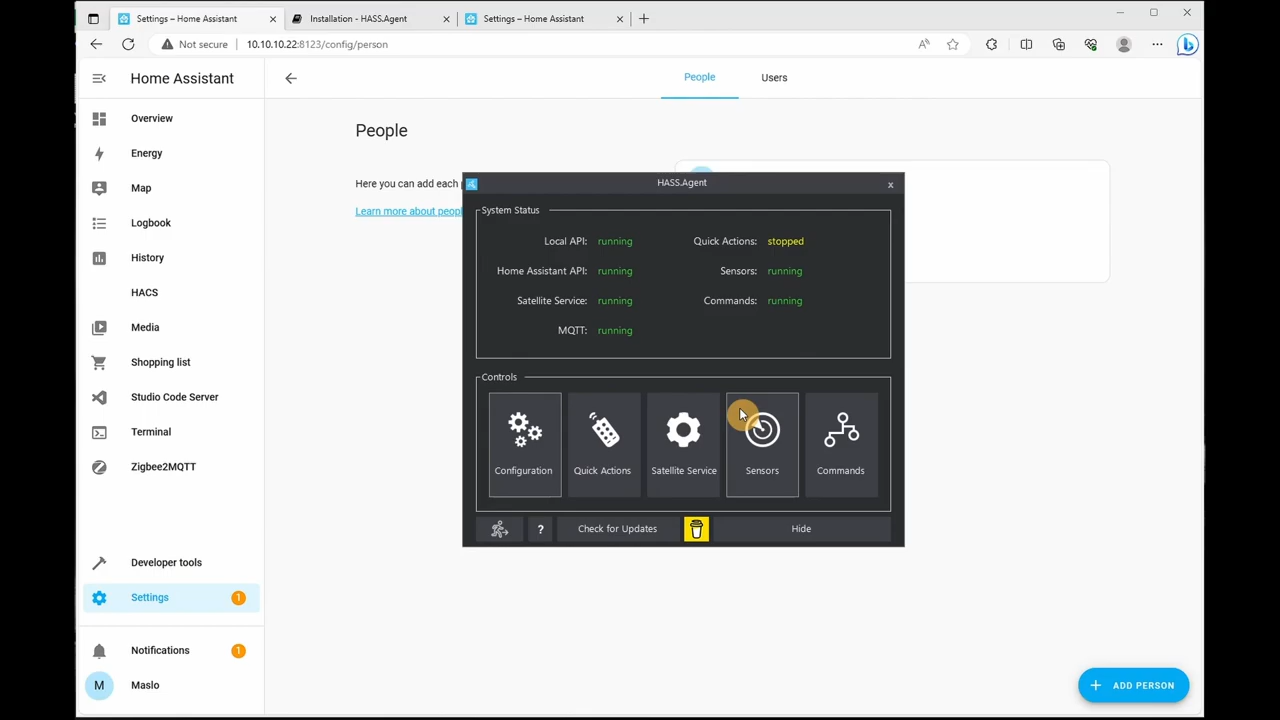 Settings – Home Assistant
Installation - HASS.Agent
Settings – Home Assistant
Not secure
10.10.10.22:8123/config/person
Home Assistant
People
Users
Overview
Energy
Map
Logbook
History
HACS
Media
Shopping list
Studio Code Server
Terminal
Zigbee2MQTT
Developer tools
Settings
1
Notifications
1
M
Maslo
People
Here you can add each
Learn more about
HASS.Agent
x
System Status
Local API: running
Quick Actions: stopped
Home Assistant API: running
Sensors: running
Satellite Service: running
Commands: running
MQTT: running
Controls
Configuration
Quick Actions
Satellite Service
Sensors
Commands
?
Check for Updates
Hide
+ ADD PERSON